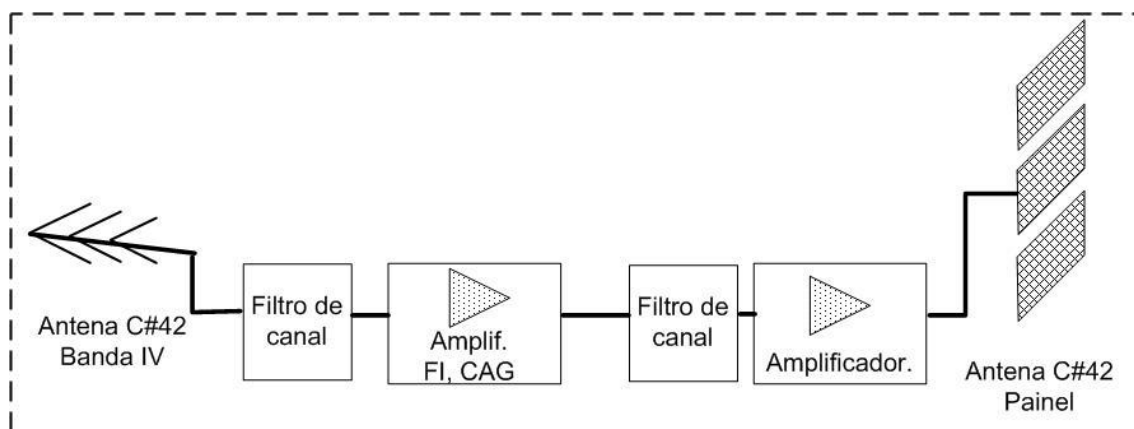 Antena C#42
Banda IV
Filtro de
canal
Amplif.
FI, CAG
Filtro de
canal
Amplificador.
Antena C#42
Painel